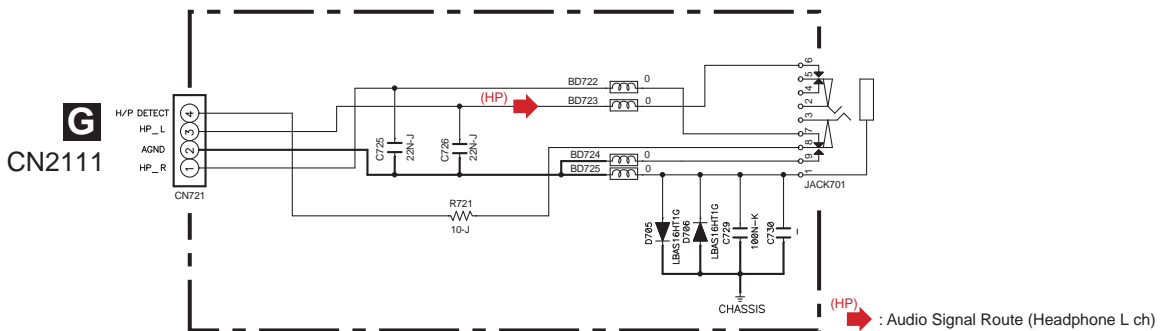 G
CN2111
H/P DETECT
HP_L
AGND
HP_R
4
3
2
1
CN721
C725
22N-J
C726
22N-J
(HP)
BD722
0
BD723
0
BD724
0
BD725
0
R721
10-J
D705
LBAS16HT1G
D706
LBAS16HT1G
C729
100N-K
C730
-
CHASSIS
6
5
4
2
3
7
8
9
1
JACK701
(HP)
: Audio Signal Route (Headphone L ch)